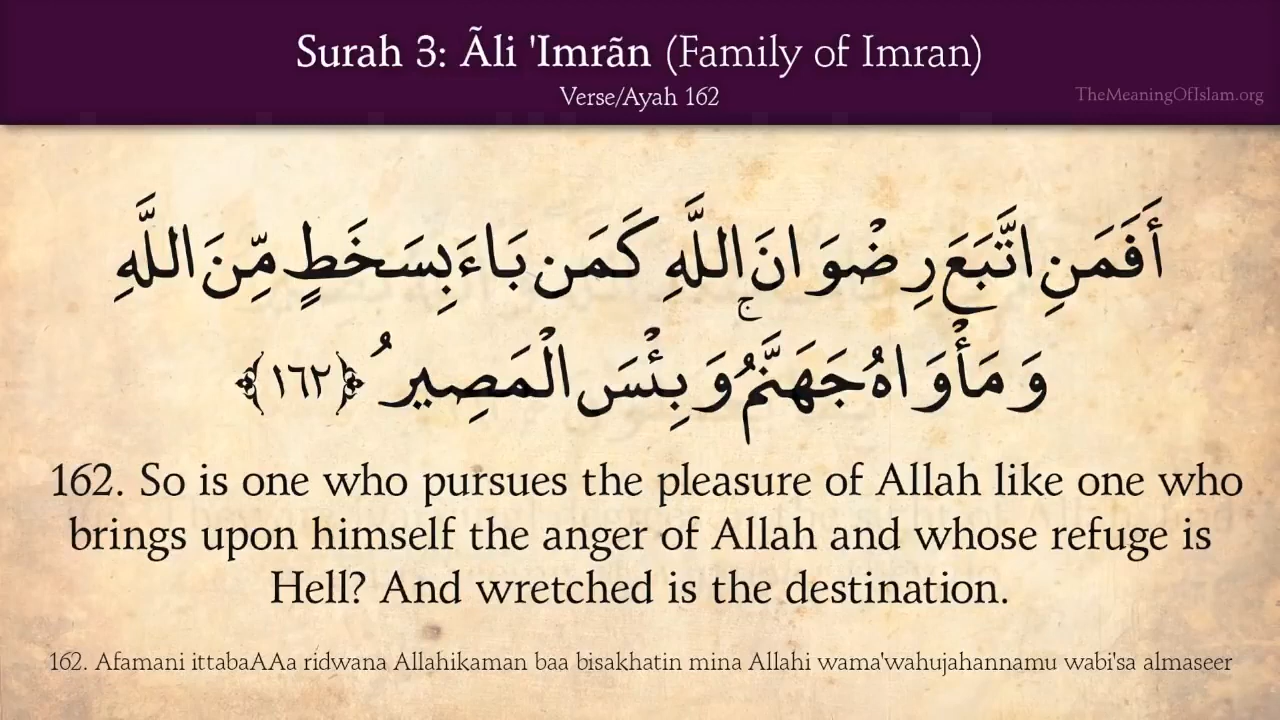 Surah 3: Ãli 'Imrãn (Family of Imran)
Verse/Ayah 162
TheMeaningOfIslam.org
أَفَمَنِ اتَّبَعَ رِضْوَانَ اللَّهِ كَمَن بَاءَ بِسَخَطٍ مِّنَ اللَّهِ
وَمَأْوَاهُ جَهَنَّمُ ۚ وَبِئْسَ الْمَصِيرُ ﴿١٦٢﴾
162. So is one who pursues the pleasure of Allah like one who
brings upon himself the anger of Allah and whose refuge is
Hell? And wretched is the destination.
162. Afamani ittabaAAa ridwana Allahikaman baa bisakhatin mina Allahi wama'wahujahannamu wabi'sa almaseer